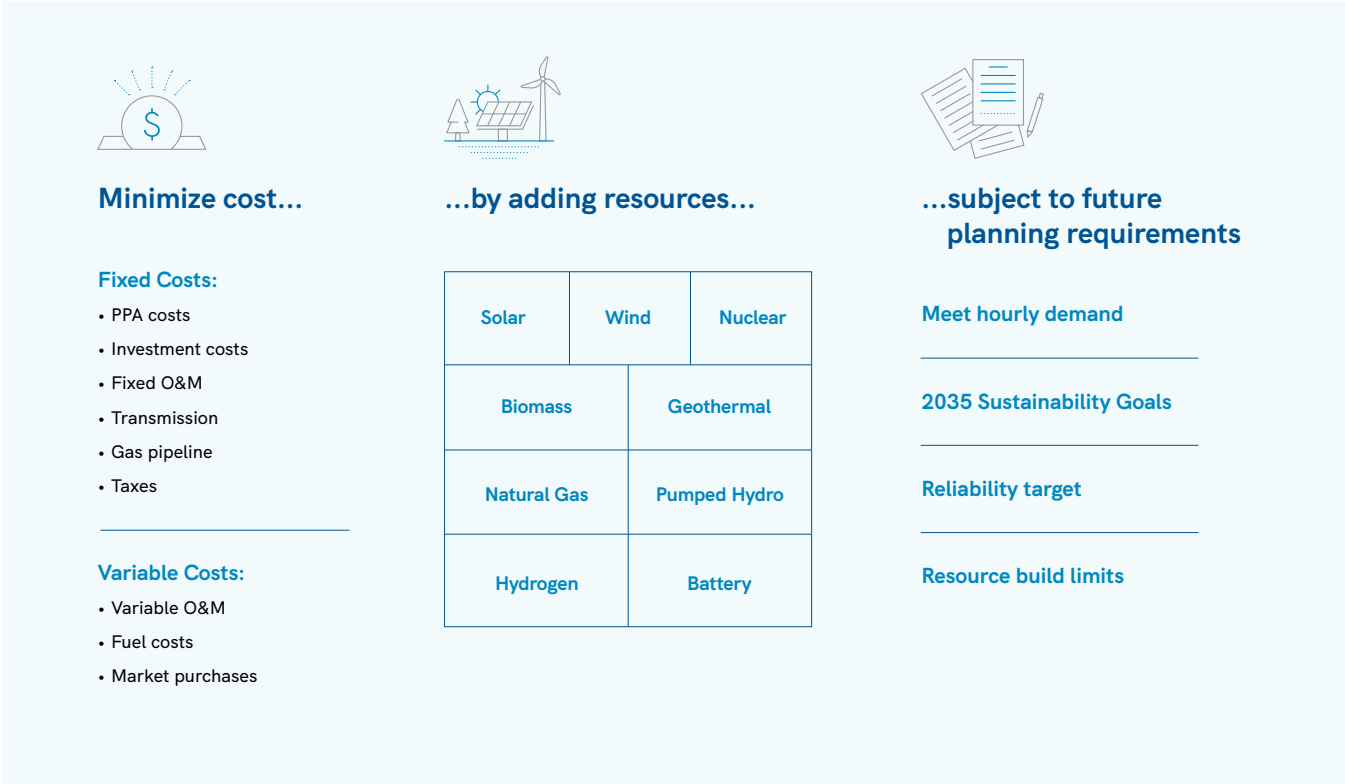 $
Minimize cost...
Fixed Costs:
• PPA costs
• Investment costs
• Fixed O&M
• Transmission
• Gas pipeline
• Taxes
Variable Costs:
• Variable O&M
• Fuel costs
• Market purchases
...by adding resources...
Solar
Wind
Nuclear
Biomass
Geothermal
Natural Gas
Pumped Hydro
Hydrogen
Battery
...subject to future
planning requirements
Meet hourly demand
2035 Sustainability Goals
Reliability target
Resource build limits